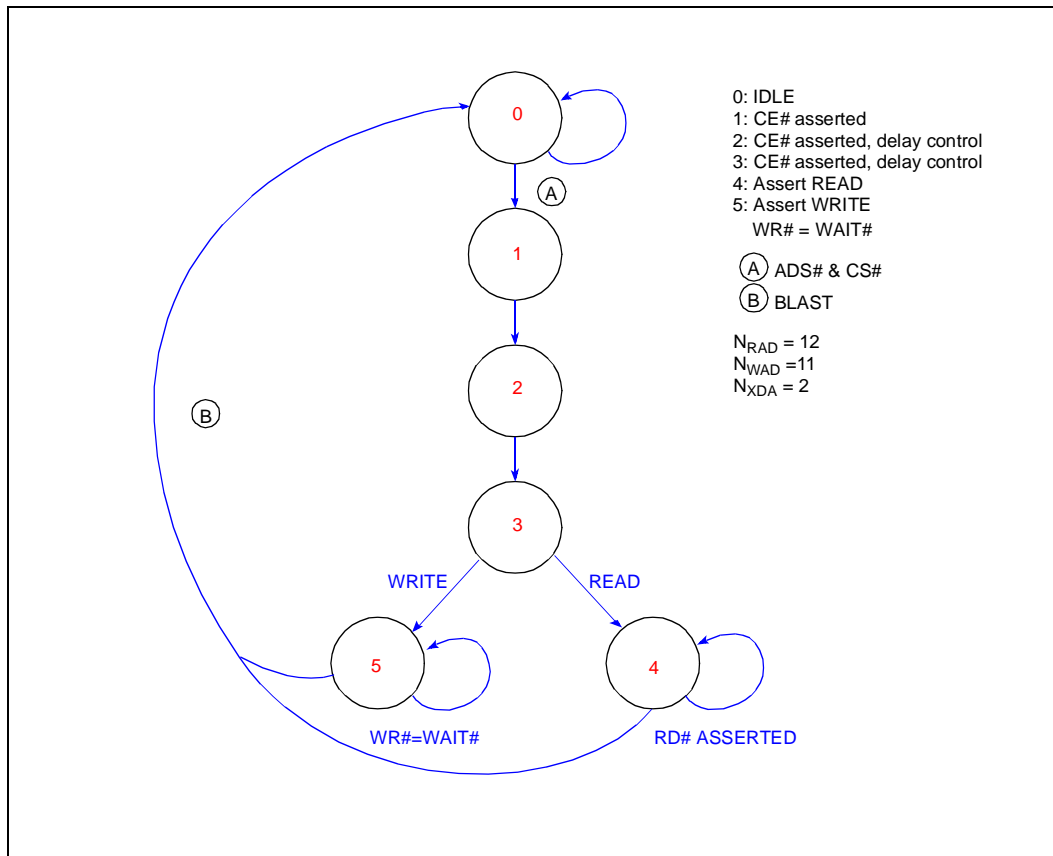 0
A
1
2
3
WRITE
READ
5
4
WR#=WAIT#
RD# ASSERTED
B
0: IDLE
1: CE# asserted
2: CE# asserted, delay control
3: CE# asserted, delay control
4: Assert READ
5: Assert WRITE
WR# = WAIT#
A ADS# & CS#
B BLAST
NRAD = 12
NWAD =11
NXDA = 2